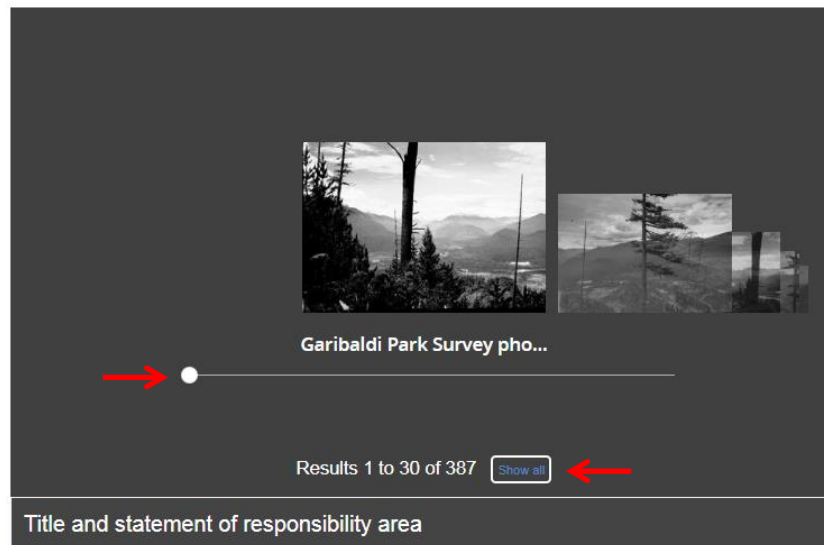 Garibaldi Park Survey pho...
Results 1 to 30 of 387 Show all
Title and statement of responsibility area